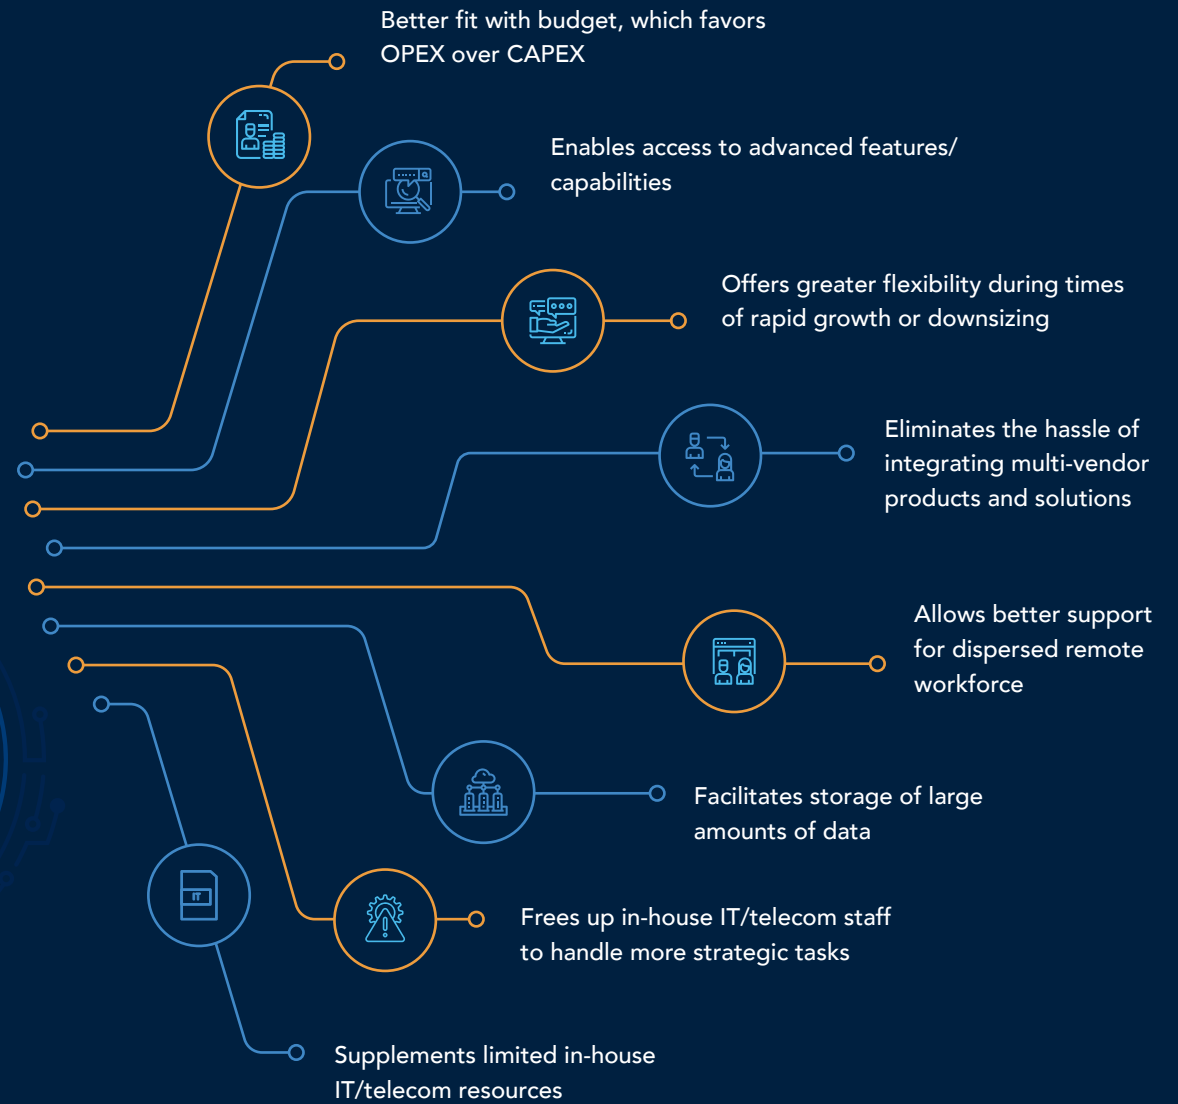 Better fit with budget, which favors
OPEX over CAPEX
Enables access to advanced features/
capabilities
Offers greater flexibility during times
of rapid growth or downsizing
Eliminates the hassle of
integrating multi-vendor
products and solutions
Allows better support
for dispersed remote
workforce
Facilitates storage of large
amounts of data
IT
Frees up in-house IT/telecom staff
to handle more strategic tasks
Supplements limited in-house
IT/telecom resources